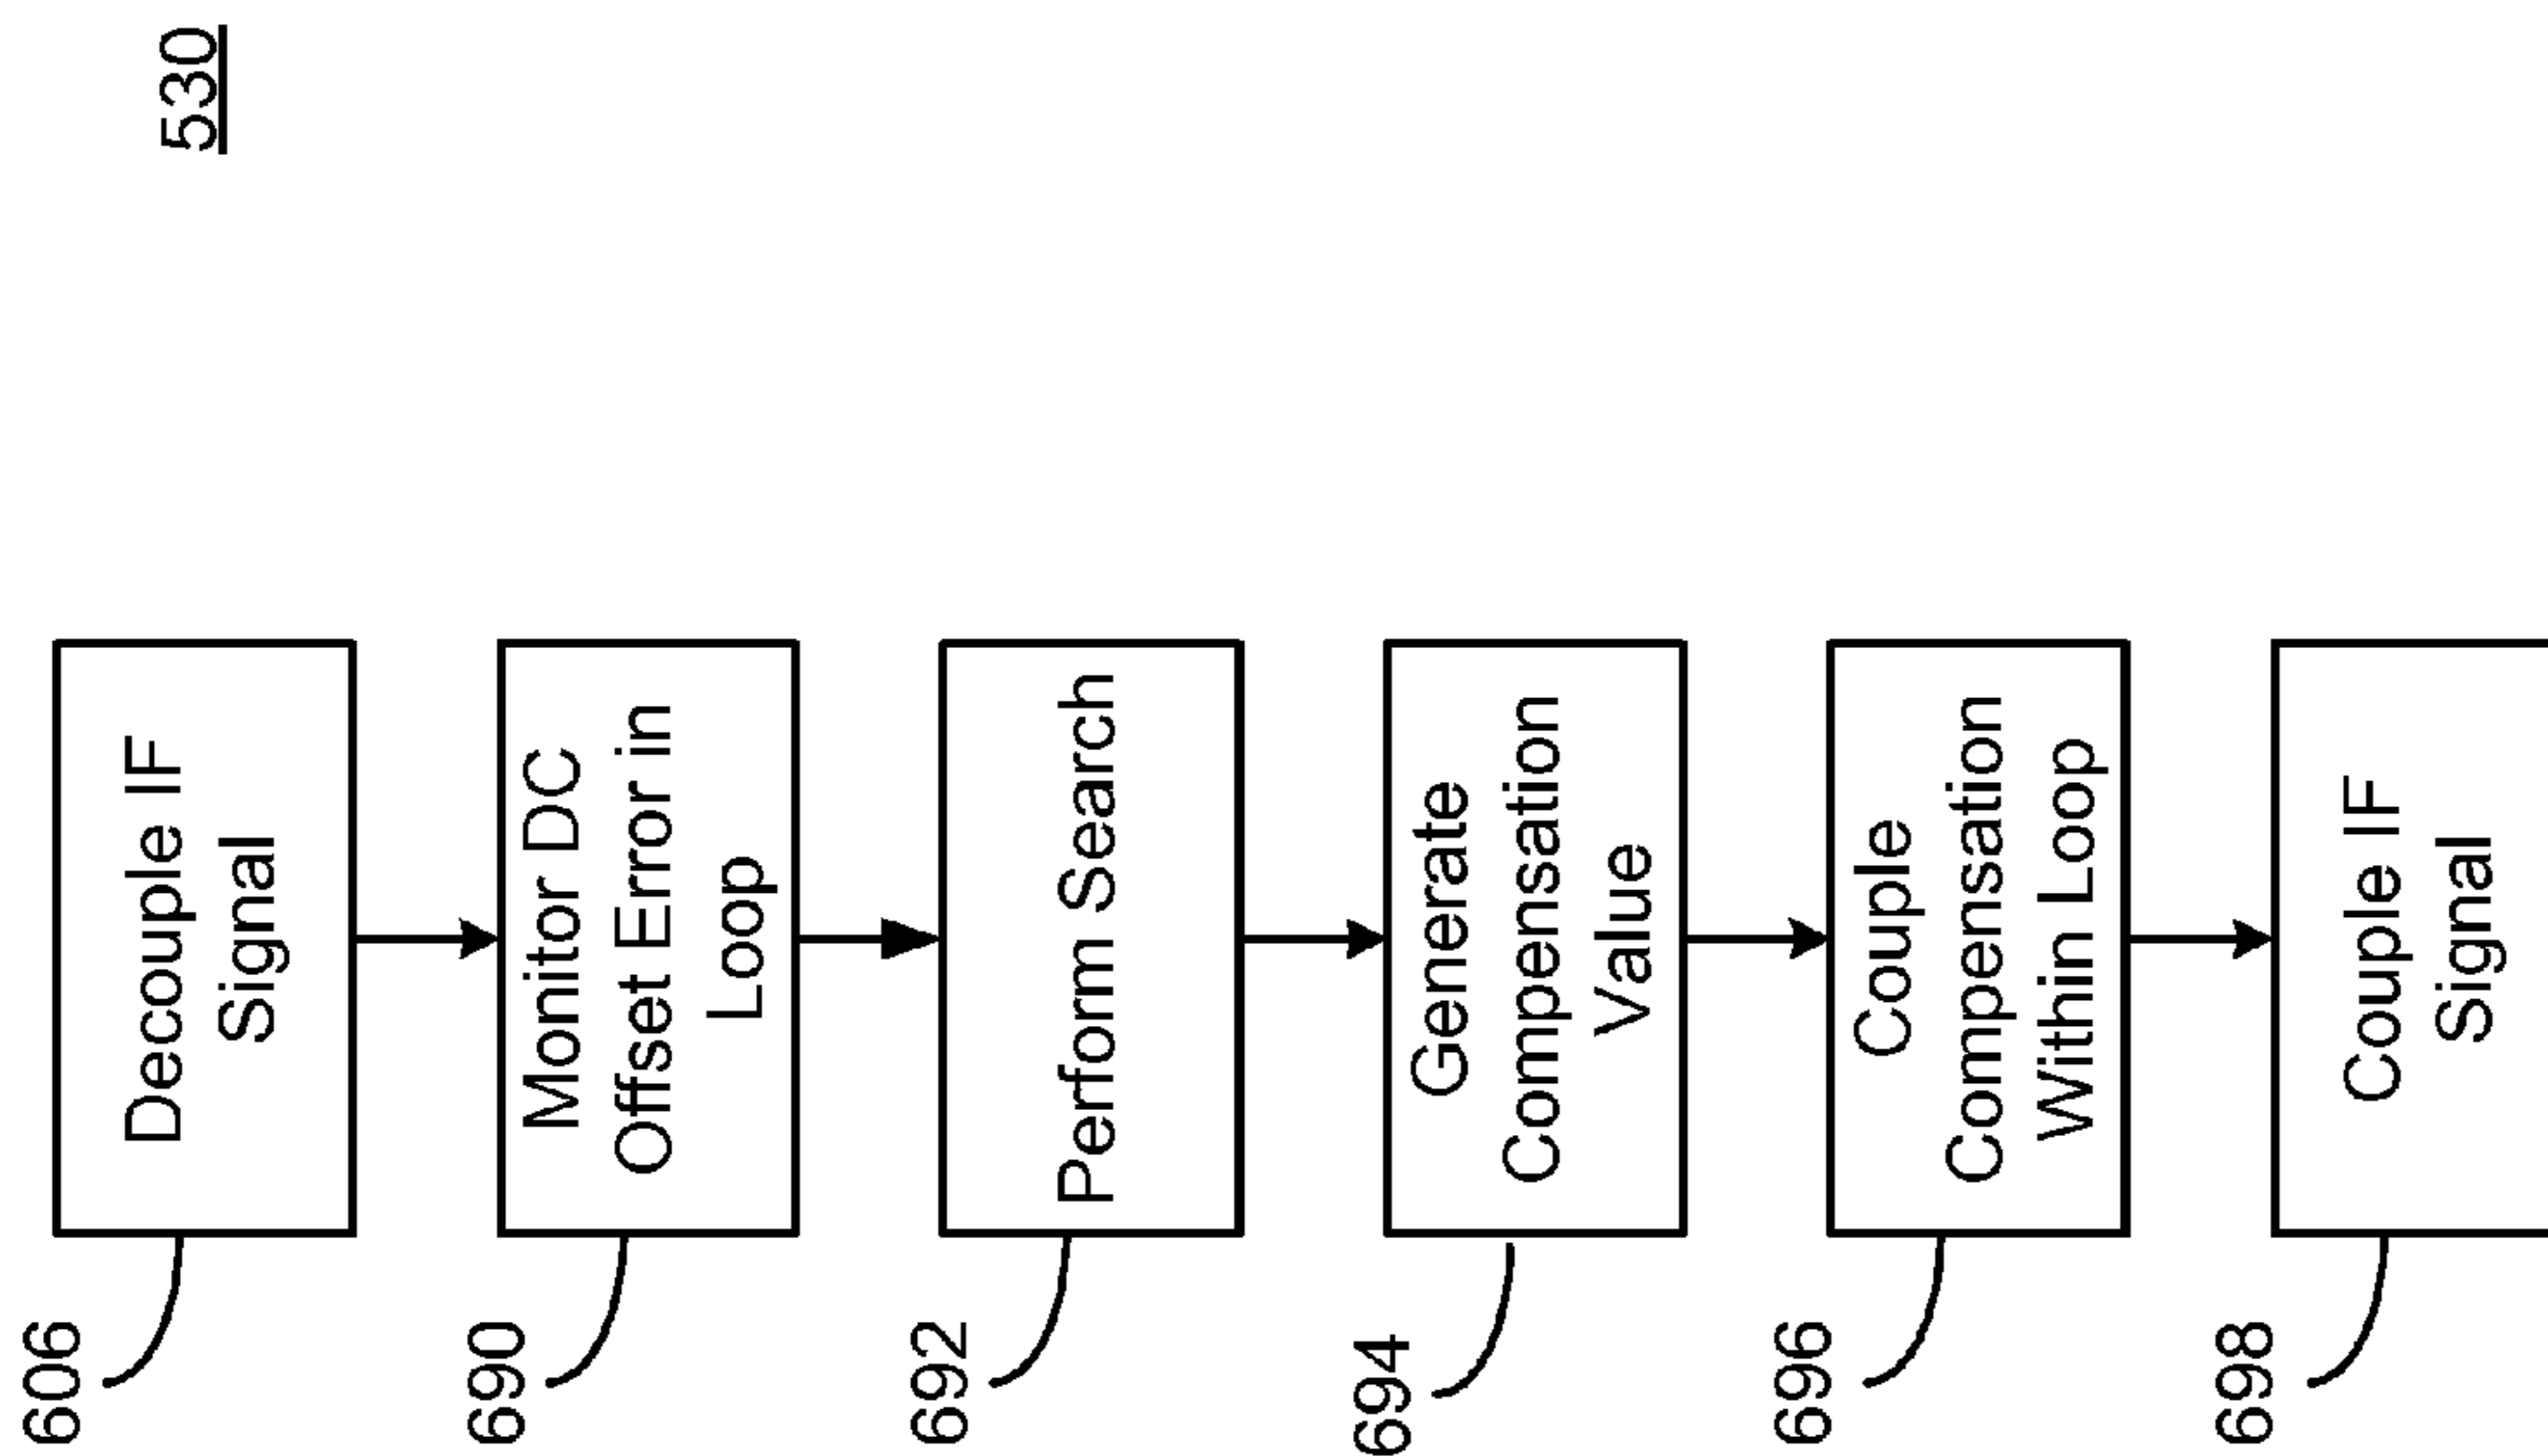 530
606
Decouple IF
Signal
690
Monitor DC
Offset Error in
Loop
692
Perform Search
694
Generate
Compensation
Value
696
Couple
Compensation
Within Loop
698
Couple IF
Signal